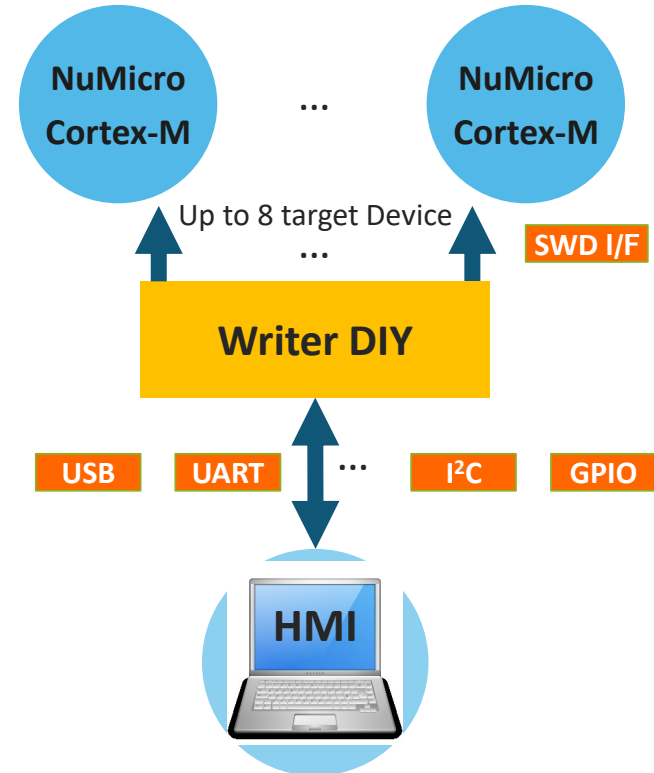 NuMicro
Cortex-M
...
NuMicro
Cortex-M
Up to 8 target Device
...
SWD I/F
Writer DIY
USB
UART
...
I²C
GPIO
HMI